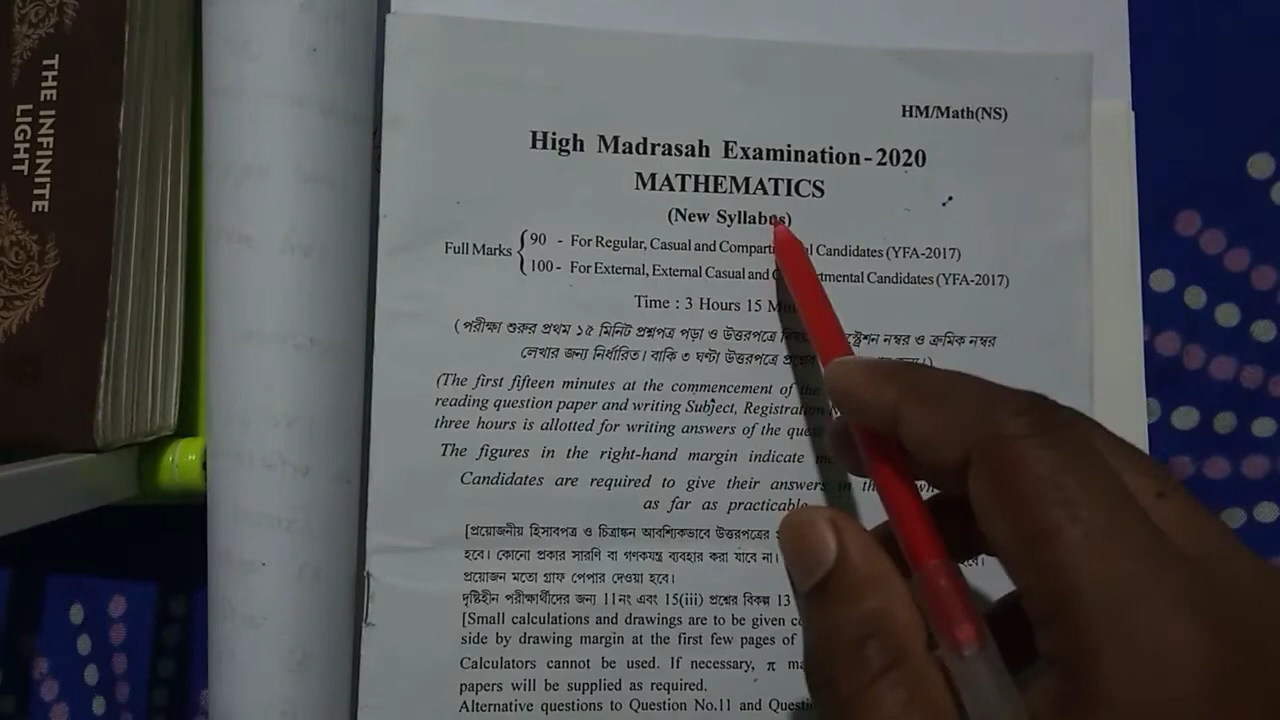 THE INFINITE
LIGHT
HM/Math(NS)
High Madrasah Examination-2020
MATHEMATICS
(New Syllabus)
Full Marks
90 - For Regular, Casual and Candidates (YFA-2017)
100- For External, External Casual and Candidates (YFA-2017)
Time : 3 Hours 15
(পরীক্ষা শুরুর প্রথম ১৫ মিনিট প্রশ্নপত্র পড়া ও উত্তরপত্রে নম্বর ও ক্রমিক নম্বর
লেখার জন্য নির্ধারিত। বাকি ৩ ঘণ্টা উত্তরপত্রে
(The first fifteen minutes at the commencement of the
reading question paper and writing Subject, Registration
three hours is allotted for writing answers of the
The figures in the right-hand margin indicate
Candidates are required to give their answers in
as far as practicable
[প্রয়োজনীয় হিসাবপত্র ও চিত্রাঙ্কন আবশ্যিকভাবে উত্তরপত্রের
হবে। কোনো প্রকার সারণি বা গণকযন্ত্র ব্যবহার করা যাবে না।
প্রয়োজন মতো গ্রাফ পেপার দেওয়া হবে।
দৃষ্টিহীন পরীক্ষার্থীদের জন্য 11নং এবং 15(iii) প্রশ্নের বিকল্প 13
[Small calculations and drawings are to be given
side by drawing margin at the first few pages of
Calculators cannot be used. If necessary, π
papers will be supplied as required.
Alternative questions to Question No.11 and